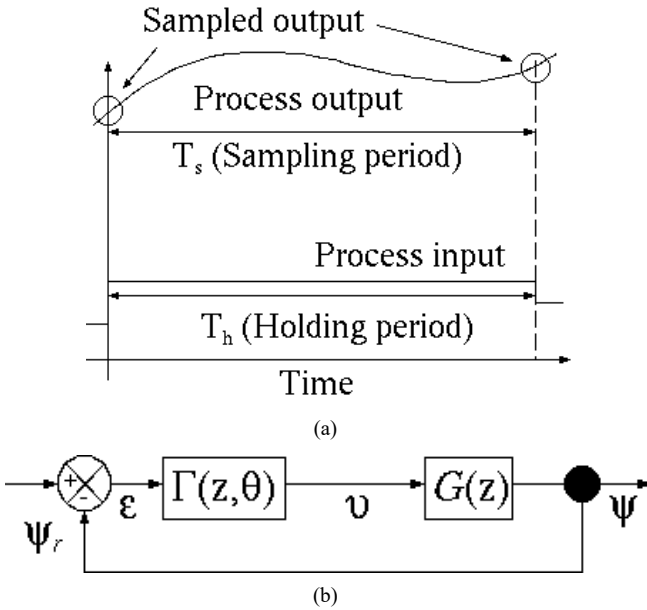 Sampled output
Process output
Tₛ (Sampling period)
Process input
Tₕ (Holding period)
Time
(a)
+
-
ψᵣ
ε
Γ(z,θ)
υ
G(z)
ψ
(b)